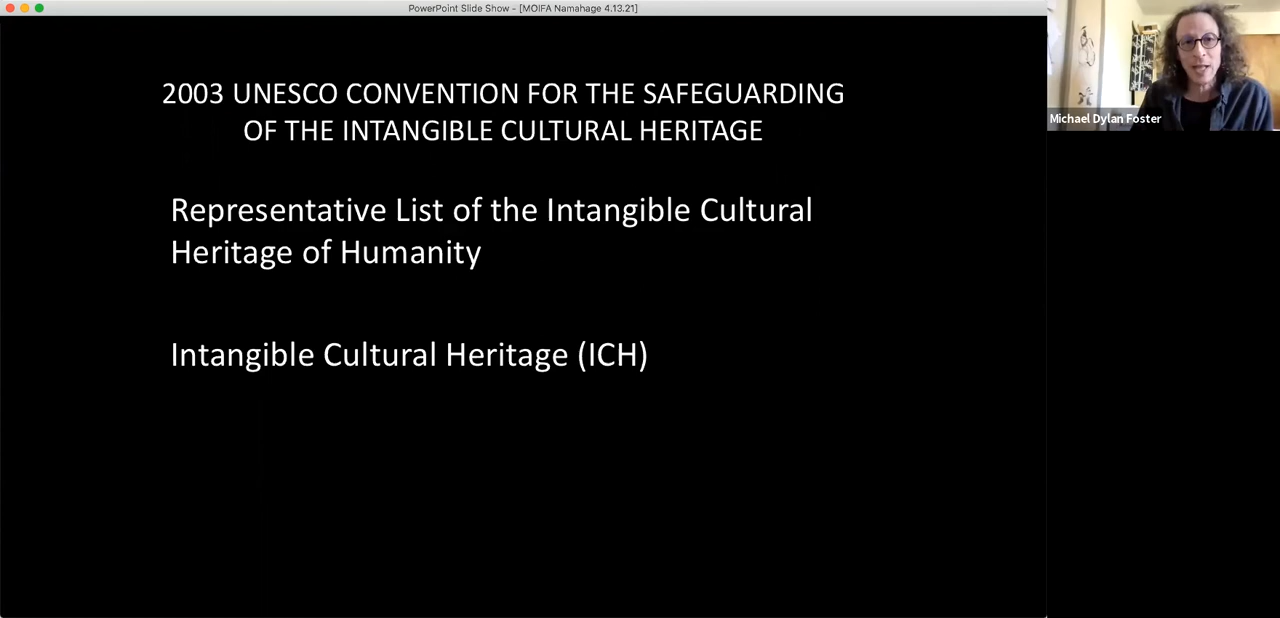 PowerPoint Slide Show - [MOIFA Namahage 4.13.21]
2003 UNESCO CONVENTION FOR THE SAFEGUARDING
OF THE INTANGIBLE CULTURAL HERITAGE
Representative List of the Intangible Cultural
Heritage of Humanity
Intangible Cultural Heritage (ICH)
Michael Dylan Foster